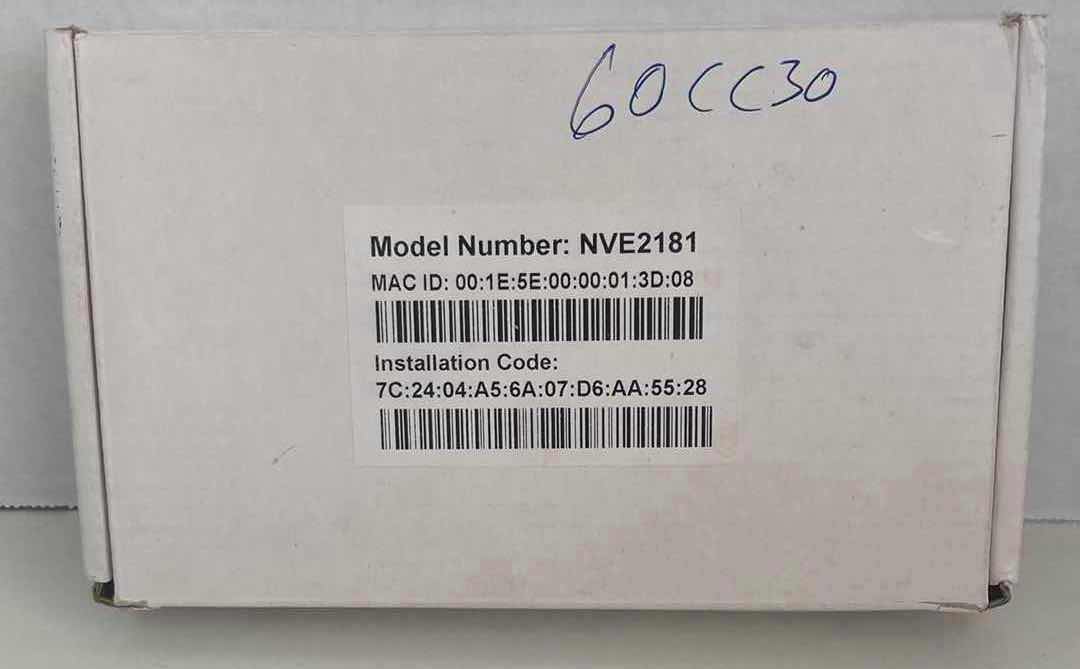 60CC30
Model Number: NVE2181
MAC ID: 00:1E:5E:00:00:01:3D:08
Installation Code:
7C:24:04:A5:6A:07:D6:AA:55:28